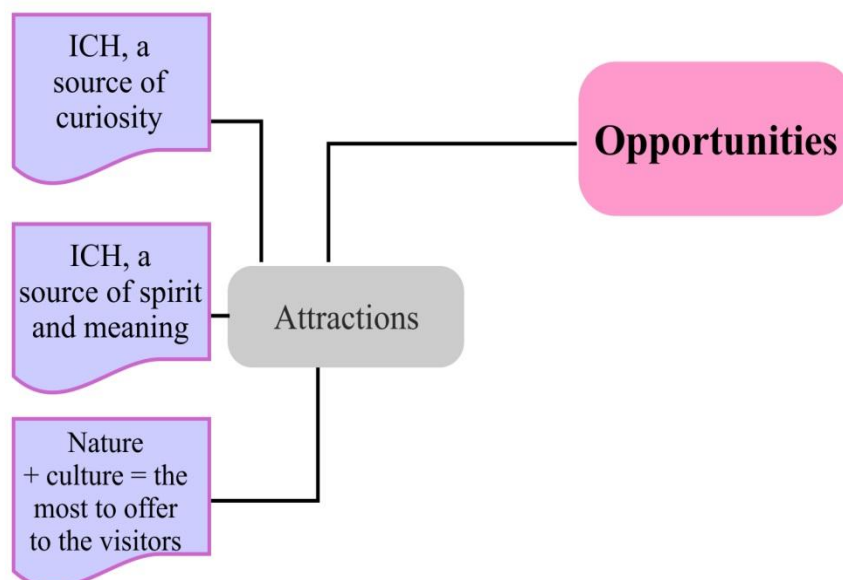 ICH, a
source of
curiosity
Opportunities
ICH, a
source of spirit
and meaning
Attractions
Nature
+ culture = the
most to offer
to the visitors